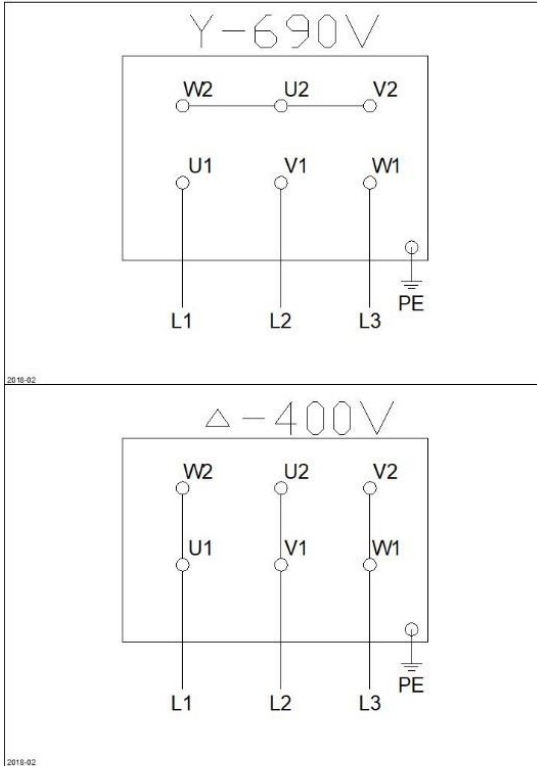 Y-690V
W2 U2 V2
U1 V1 W1
L1 L2 L3 PE
2018-02
△-400V
W2 U2 V2
U1 V1 W1
L1 L2 L3 PE
2018-02